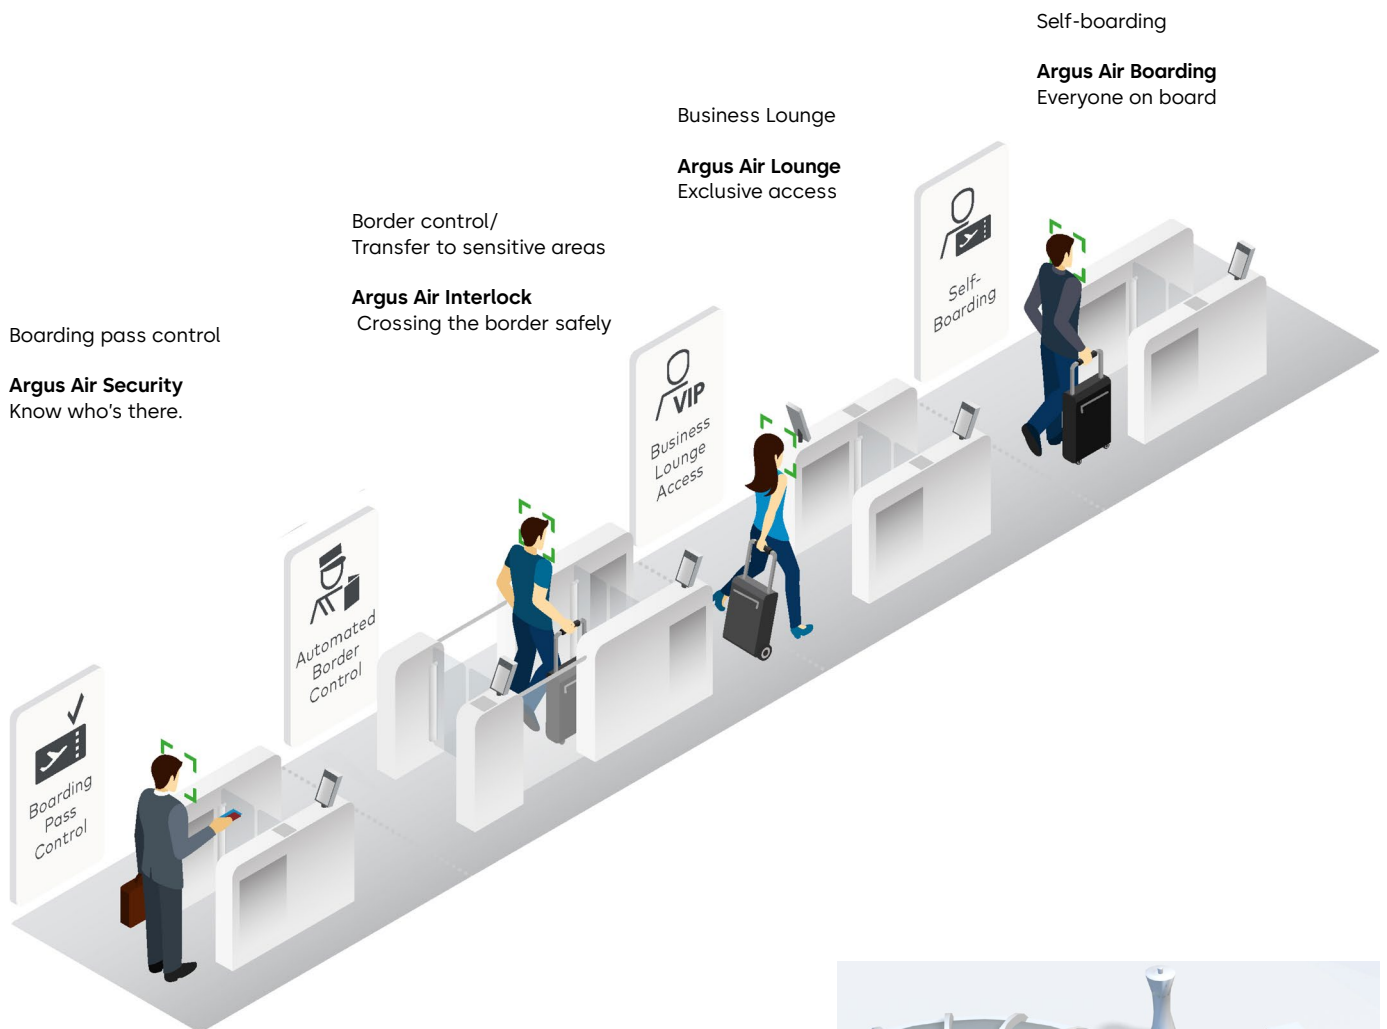 Self-boarding
Argus Air Boarding
Everyone on board
Business Lounge
Argus Air Lounge
Exclusive access
Border control/
Transfer to sensitive areas
Argus Air Interlock
Crossing the border safely
Boarding pass control
Argus Air Security
Know who's there.
Self-
Boarding
VIP
Business
Lounge
Access
Automated
Border
Control
Boarding
Pass
Control